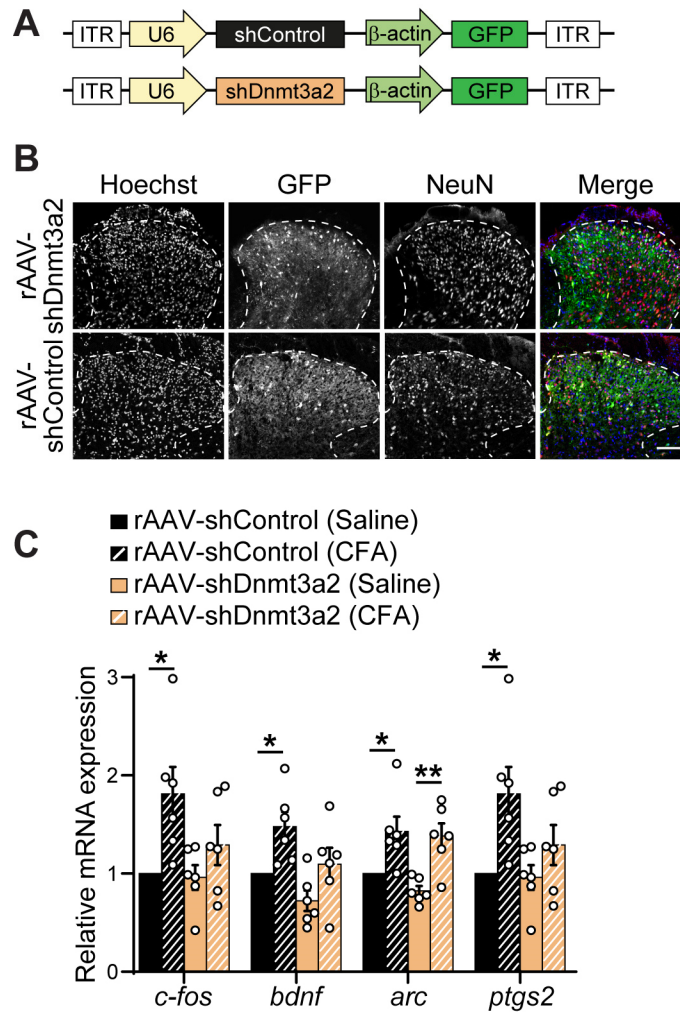 A
ITR U6 shControl β-actin GFP ITR
ITR U6 shDnmt3a2 β-actin GFP ITR
B
Hoechst GFP NeuN Merge
rAAV-
shDnmt3a2
rAAV-
shControl
C
rAAV-shControl (Saline)
rAAV-shControl (CFA)
rAAV-shDnmt3a2 (Saline)
rAAV-shDnmt3a2 (CFA)
Relative mRNA expression
3
2
1
0
* * * ** *
c-fos bdnf arc ptgs2